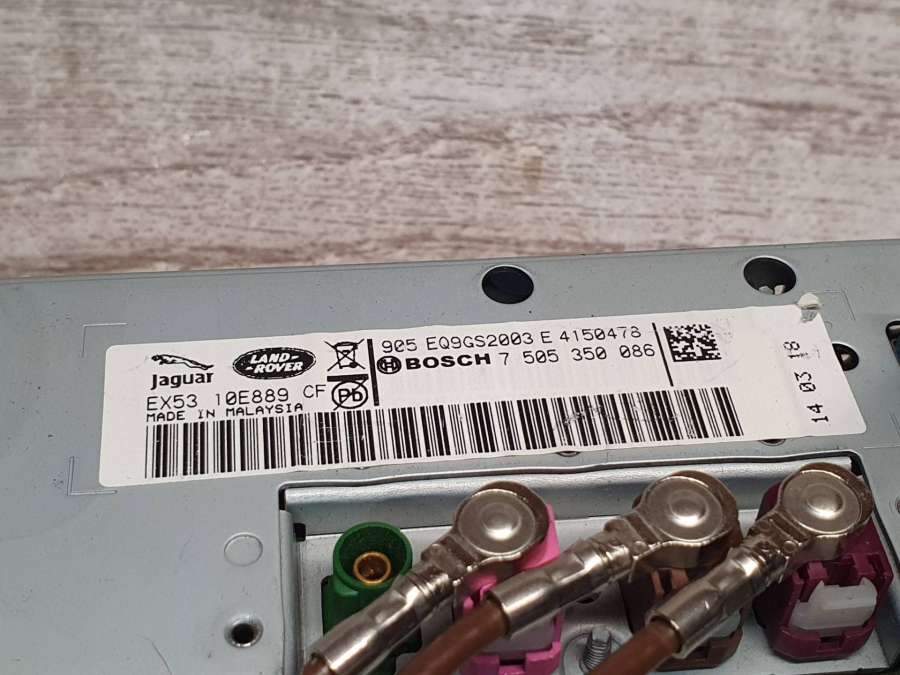 Jaguar
LAND-
ROVER
Pb
EX53 10E889 CF
MADE IN MALAYSIA
905 EQ9GS2003 E 4150478
BOSCH 7 505 350 086
14 03 18